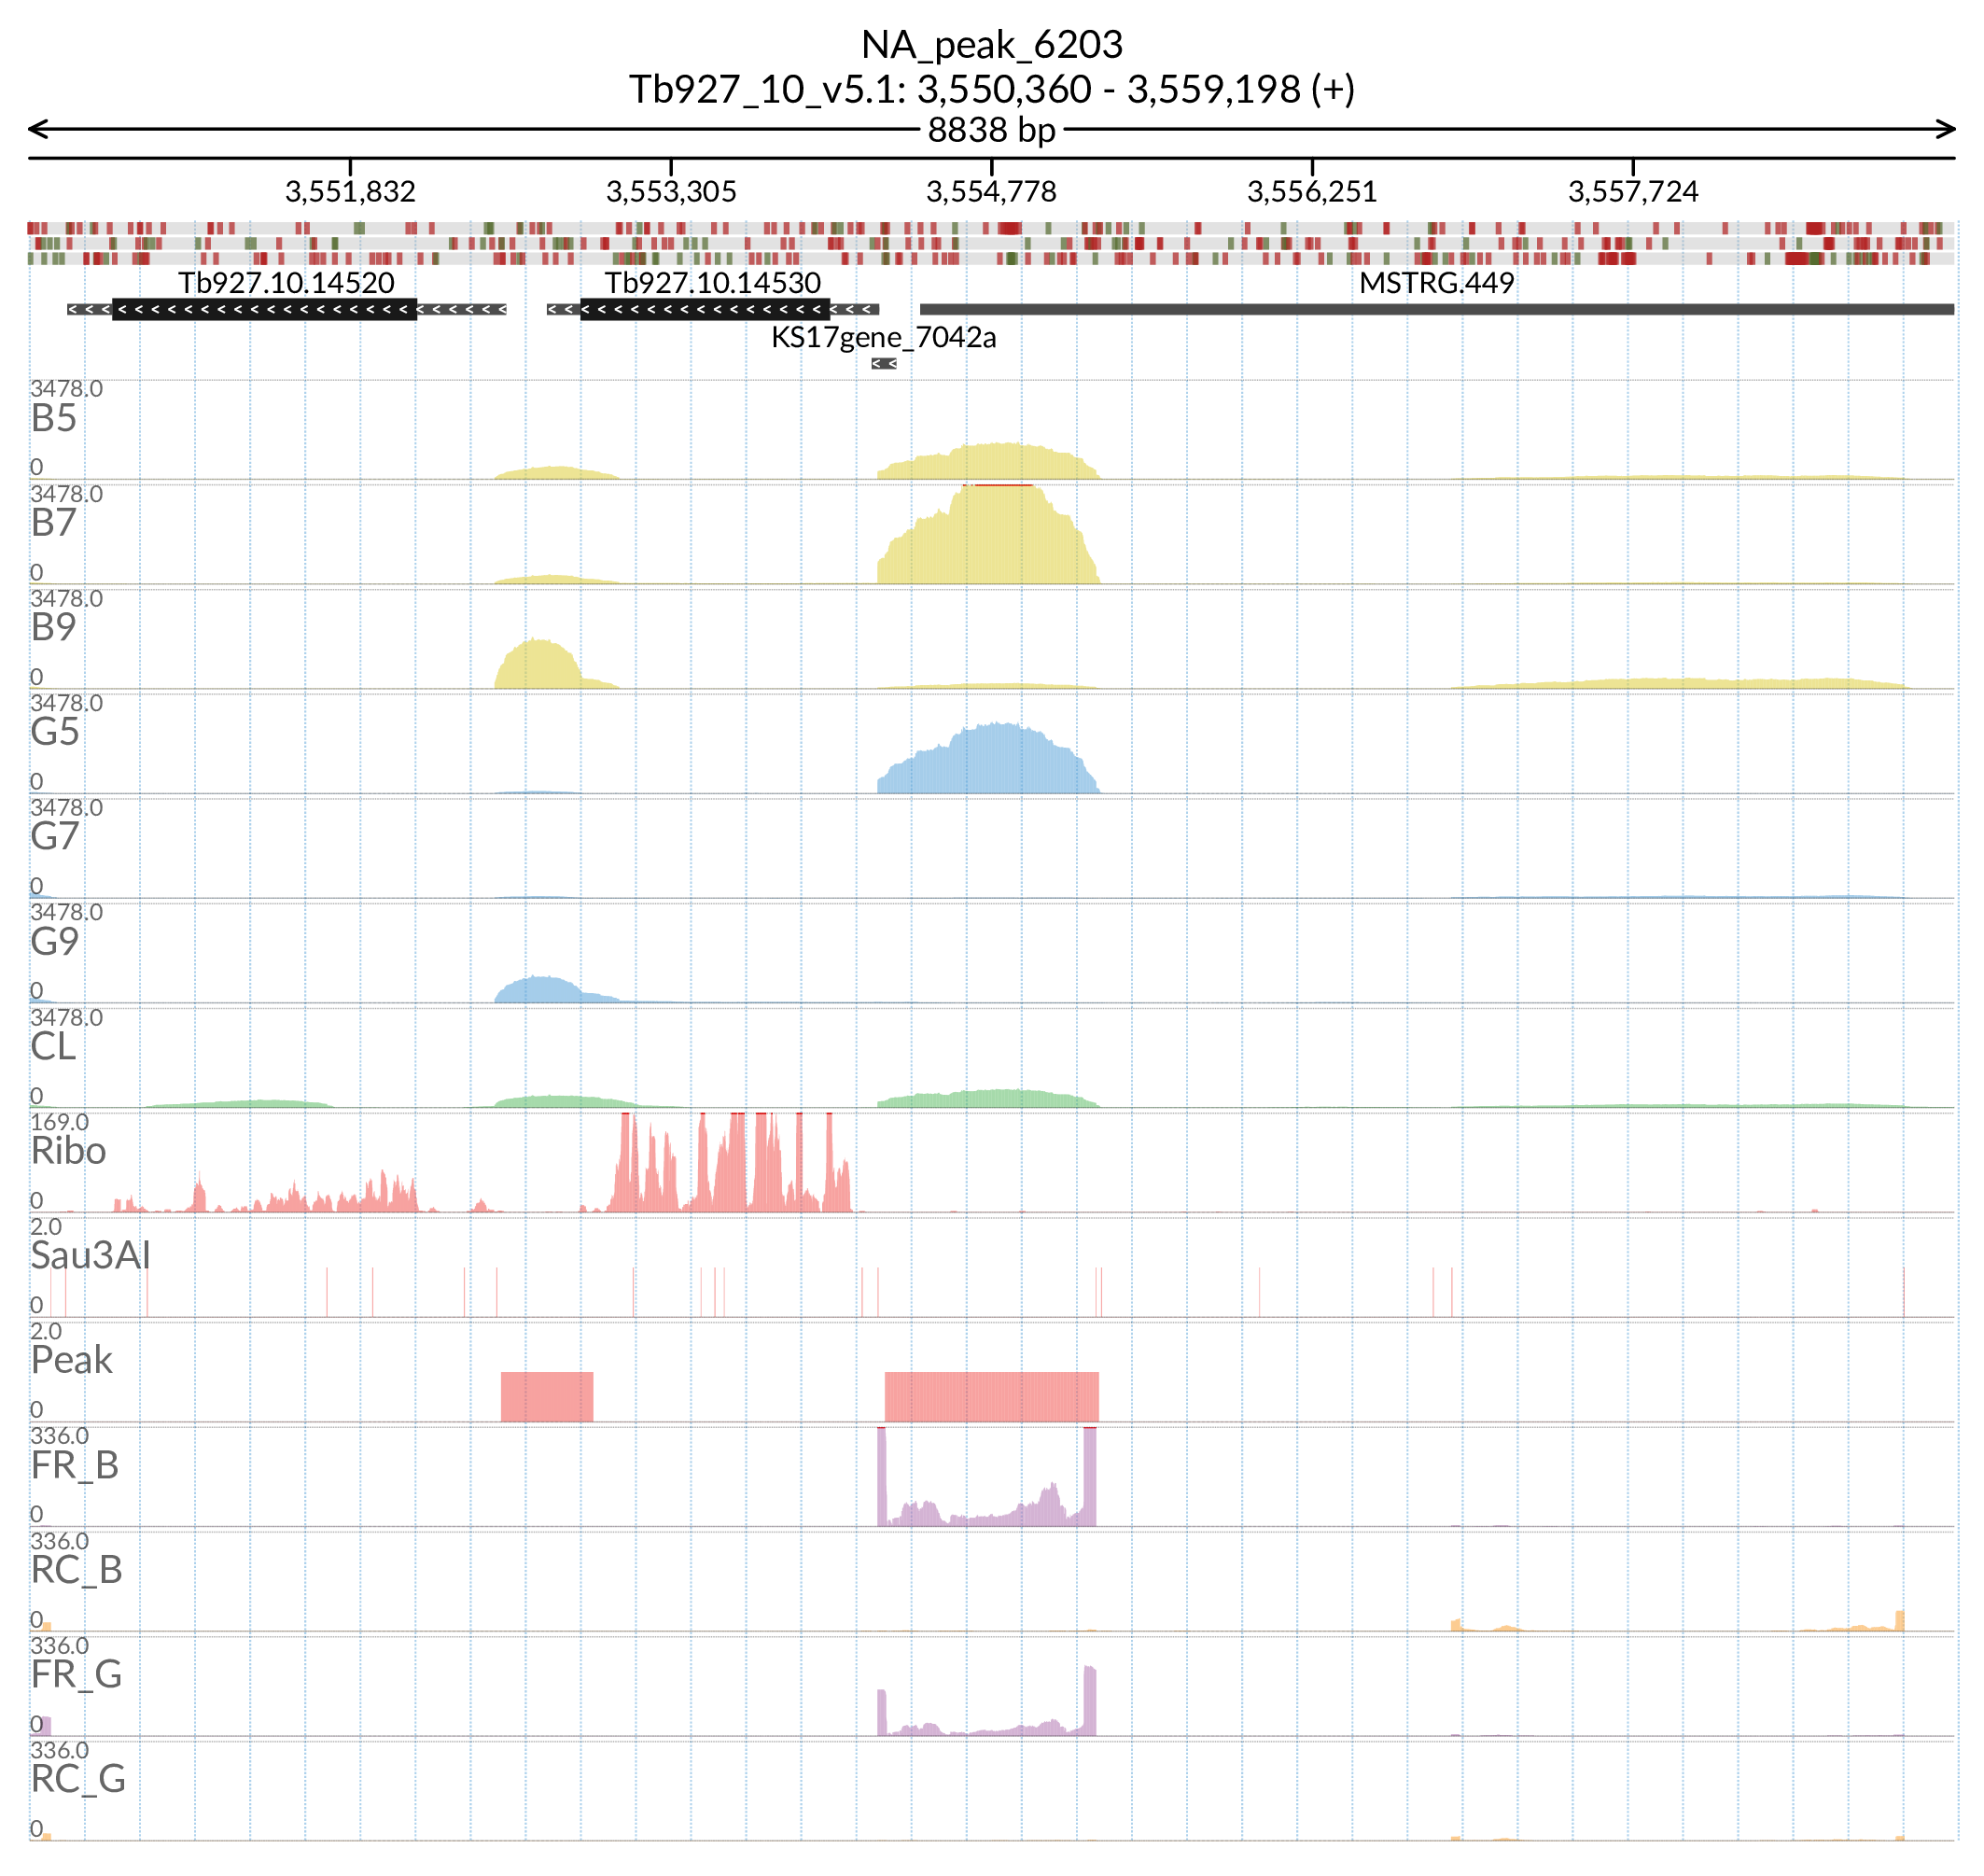 NA_peak_6203
Tb927_10_v5.1: 3,550,360 - 3,559,198 (+)
8838 bp
3,551,832 3,553,305 3,554,778 3,556,251 3,557,724
Tb927.10.14520 Tb927.10.14530 MSTRG.449
KS17gene_7042a
3478.0
B5
0
3478.0
B7
0
3478.0
B9
0
3478.0
G5
0
3478.0
G7
0
3478.0
G9
0
3478.0
CL
0
169.0
Ribo
0
2.0
Sau3AI
0
2.0
Peak
0
336.0
FR_B
0
336.0
RC_B
0
336.0
FR_G
0
336.0
RC_G
0